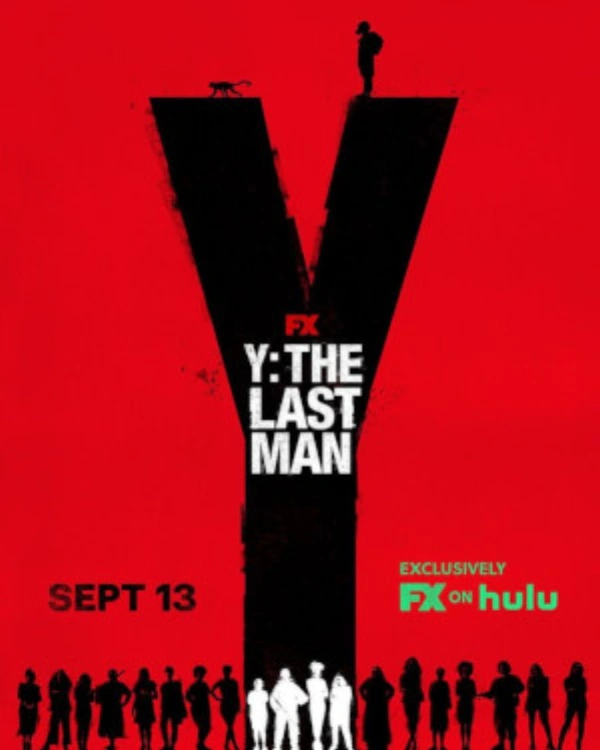 Y
FX
Y: THE
LAST
MAN
SEPT 13
EXCLUSIVELY
FX ON hulu